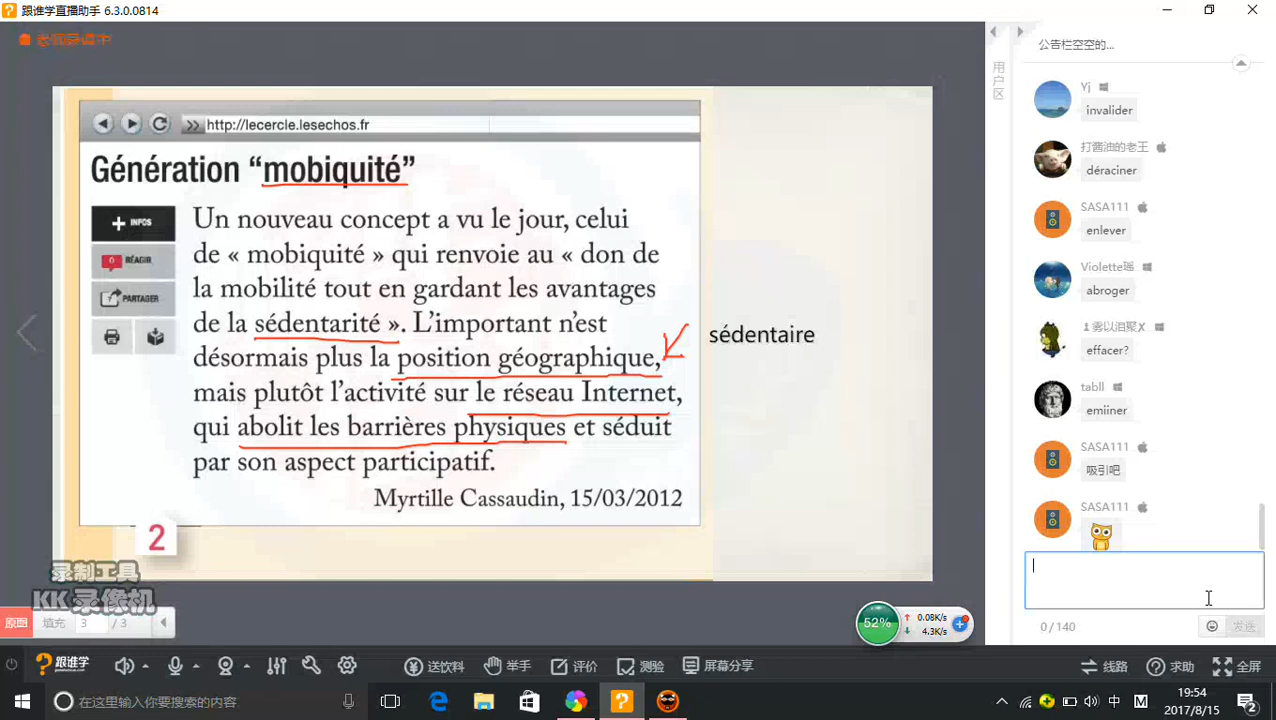 跟谁学直播助手 6.3.0.0814
公告栏空空的...
用户区
http://lecercle.lesechos.fr
Génération “mobiquité”
+ INFOS
0 RÉAGIR
PARTAGER
Un nouveau concept a vu le jour, celui
de « mobiquité » qui renvoie au « don de
la mobilité tout en gardant les avantages
de la sédentarité ». L’important n’est
désormais plus la position géographique,
mais plutôt l’activité sur le réseau Internet,
qui abolit les barrières physiques et séduit
par son aspect participatif.
Myrtille Cassaudin, 15/03/2012
2
sédentaire
Yj
invalider
打酱油的老王
déraciner
SASA111
enlever
Violette瑶
abroger
雾以泪聚
effacer?
tabll
emiiner
SASA111
吸引吧
SASA111
录制工具
KK 录像机
原图 填充 3 / 3
52%
0.08K/s
4.3K/s
0 / 140
发送
跟谁学
送饮料
举手
评价
测验
屏幕分享
线路
求助
全屏
在这里输入你要搜索的内容
中
M
19:54
2017/8/15
2